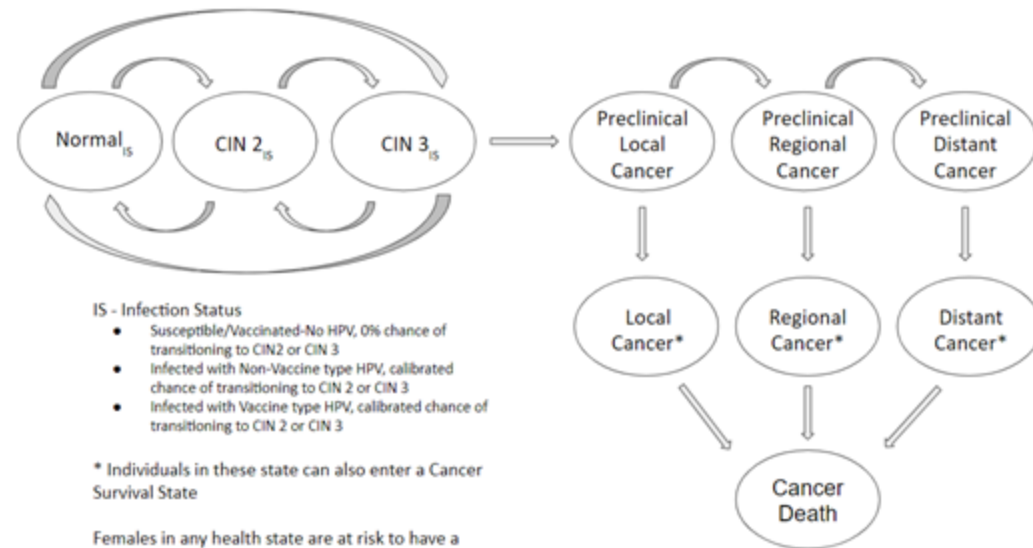 Normal IS
CIN 2 IS
CIN 3 IS
Preclinical
Local
Cancer
Preclinical
Regional
Cancer
Preclinical
Distant
Cancer
Local
Cancer*
Regional
Cancer*
Distant
Cancer*
Cancer
Death
IS - Infection Status
● Susceptible/Vaccinated-No HPV, 0% chance of
transitioning to CIN2 or CIN 3
● Infected with Non-Vaccine type HPV, calibrated
chance of transitioning to CIN 2 or CIN 3
● Infected with Vaccine type HPV, calibrated chance of
transitioning to CIN 2 or CIN 3
* Individuals in these state can also enter a Cancer
Survival State
Females in any health state are at risk to have a